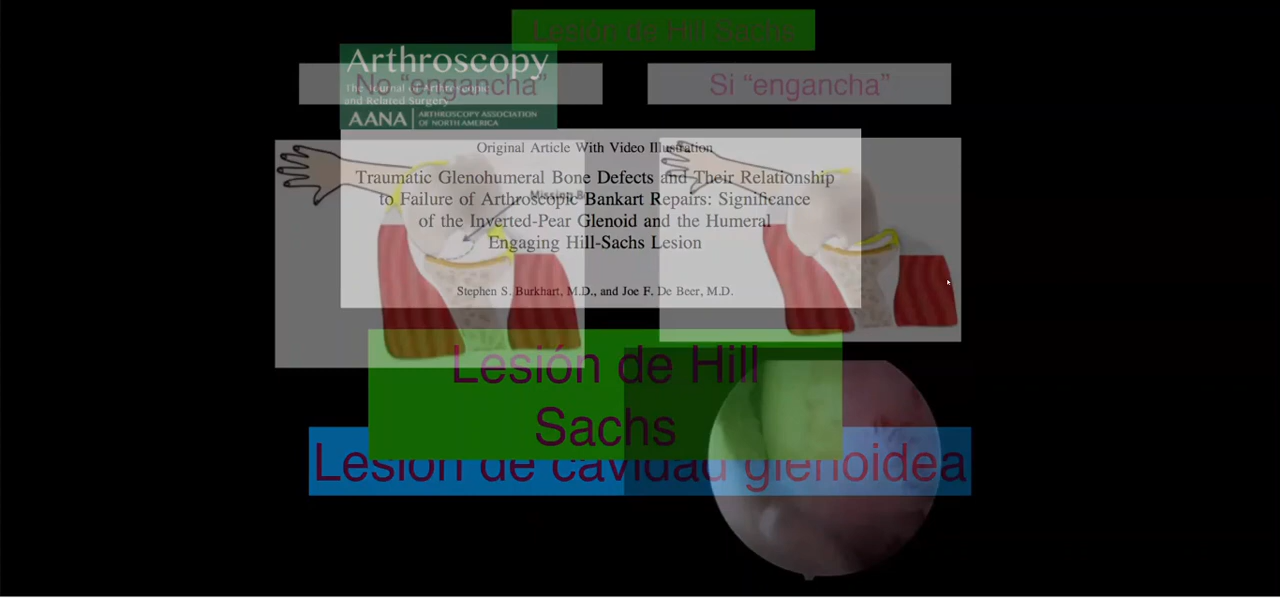 Lesión de Hill Sachs
Arthroscopy
No “engancha”
Si “engancha”
The Journal of Arthroscopic
and Related Surgery
AANA
ARTHROSCOPY ASSOCIATION
OF NORTH AMERICA
Original Article With Video Illustration
Traumatic Glenohumeral Bone Defects and Their Relationship
to Failure of Arthroscopic Bankart Repairs: Significance
of the Inverted-Pear Glenoid and the Humeral
Engaging Hill-Sachs Lesion
Missing
Stephen S. Burkhart, M.D., and Joe F. De Beer, M.D.
Lesión de Hill
Sachs
Lesión de cavidad glenoidea